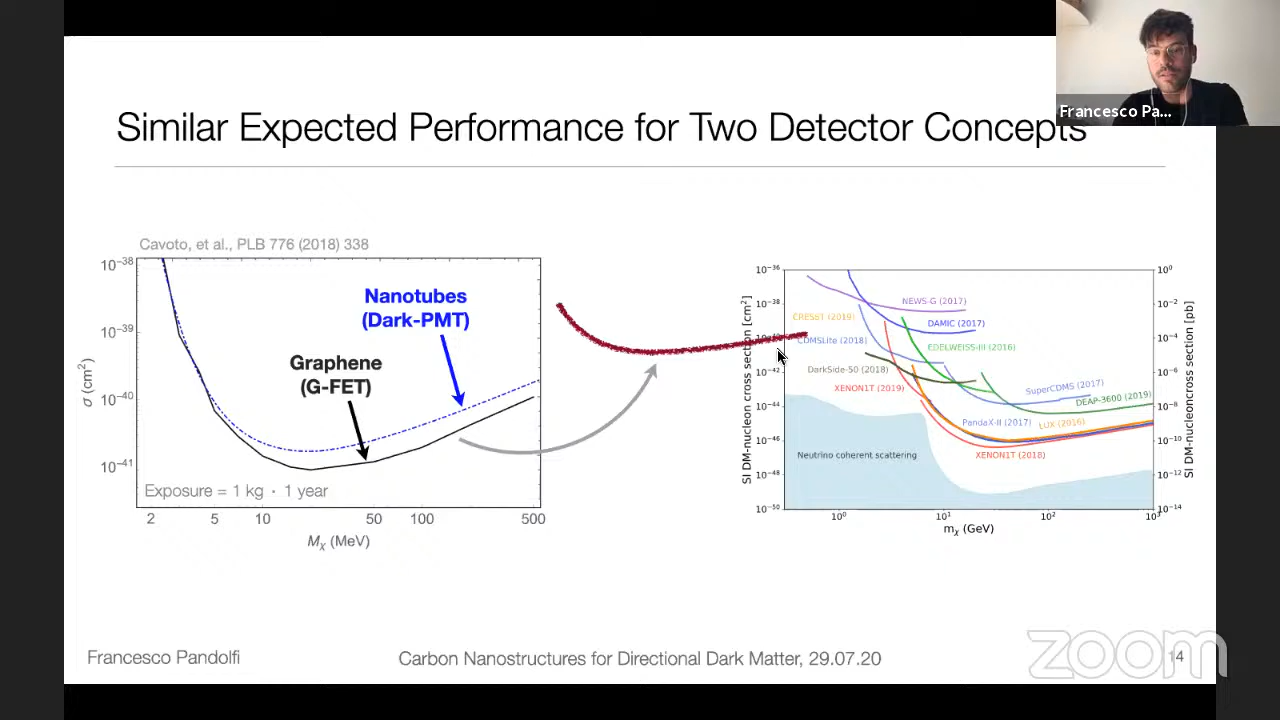 Francesco Pa...
Similar Expected Performance for Two Detector Concepts
Cavoto, et al., PLB 776 (2018) 338
10⁻³⁸
10⁻³⁹
10⁻⁴⁰
10⁻⁴¹
σ (cm²)
Nanotubes
(Dark-PMT)
Graphene
(G-FET)
Exposure = 1 kg · 1 year
2 5 10 50 100 500
Mχ (MeV)
10⁻³⁶
10⁻³⁸
10⁻⁴²
10⁻⁴⁴
10⁻⁴⁶
10⁻⁴⁸
10⁻⁵⁰
SI DM-nucleon cross section [cm²]
NEWS-G (2017)
CRESST (2019)
DAMIC (2017)
CDMSLite (2018)
EDELWEISS-III (2016)
DarkSide-50 (2018)
XENON1T (2019)
SuperCDMS (2017)
DEAP-3600 (2019)
PandaX-II (2017)
LUX (2016)
XENON1T (2018)
Neutrino coherent scattering
10⁰
10⁻²
10⁻⁴
10⁻⁶
10⁻⁸
10⁻¹⁰
10⁻¹²
10⁻¹⁴
SI DM-nucleon cross section [pb]
10⁰ 10¹ 10² 10³
mχ (GeV)
Francesco Pandolfi
Carbon Nanostructures for Directional Dark Matter, 29.07.20
14
zoom